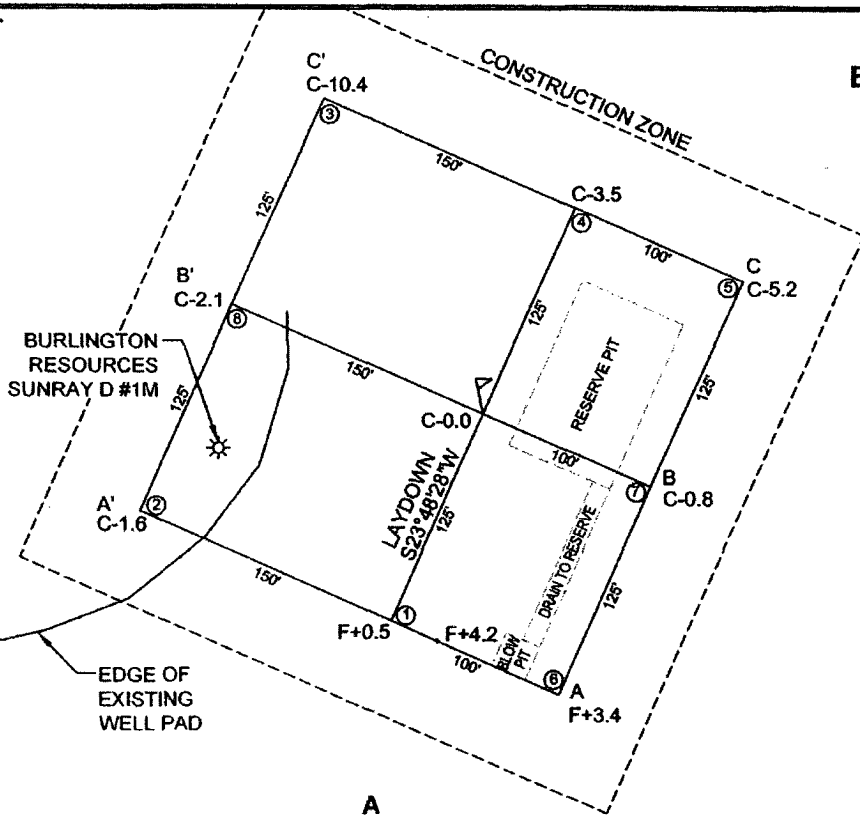 CONSTRUCTION ZONE
C'
C-10.4
3
150'
C-3.5
4
100'
C
C-5.2
5
125'
125'
125'
B'
C-2.1
8
BURLINGTON
RESOURCES
SUNRAY D #1M
150'
RESERVE PIT
C-0.0
100'
B
C-0.8
7
125'
LAYDOWN
S23°48'28"W
125'
DRAIN TO RESERVE
125'
A'
C-1.6
2
150'
1
F+0.5
F+4.2
100'
BLOW
PIT
6
A
F+3.4
EDGE OF
EXISTING
WELL PAD
A